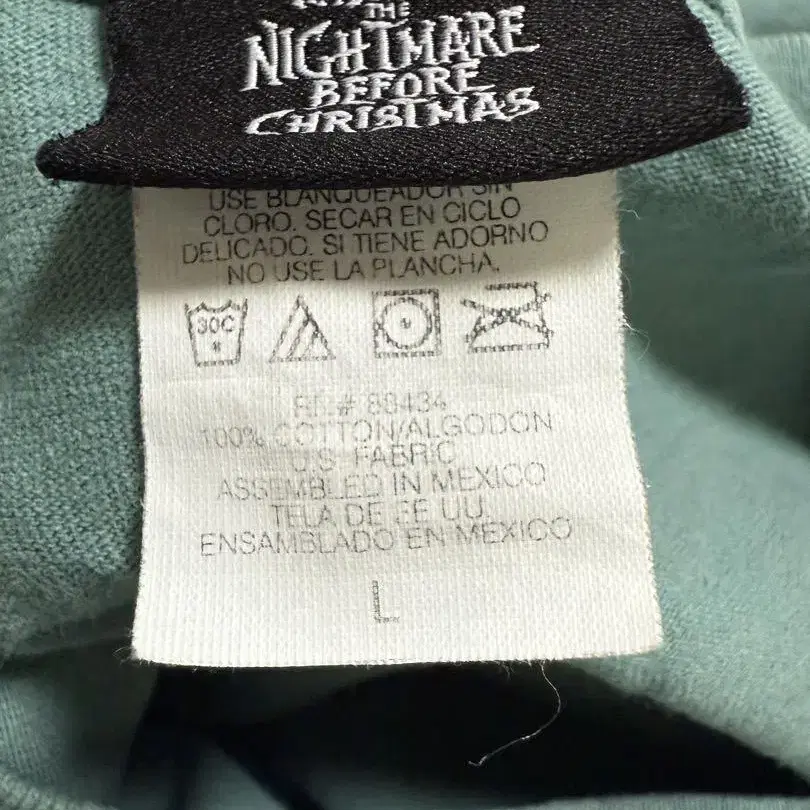 THE
NIGHTMARE
BEFORE
CHRISTMAS
USE BLANQUEADOR SIN
CLORO. SECAR EN CICLO
DELICADO. SI TIENE ADORNO
NO USE LA PLANCHA.
30C
RN# 88434
100% COTTON/ALGODON
U.S. FABRIC
ASSEMBLED IN MEXICO
TELA DE EE UU.
ENSAMBLADO EN MEXICO
L